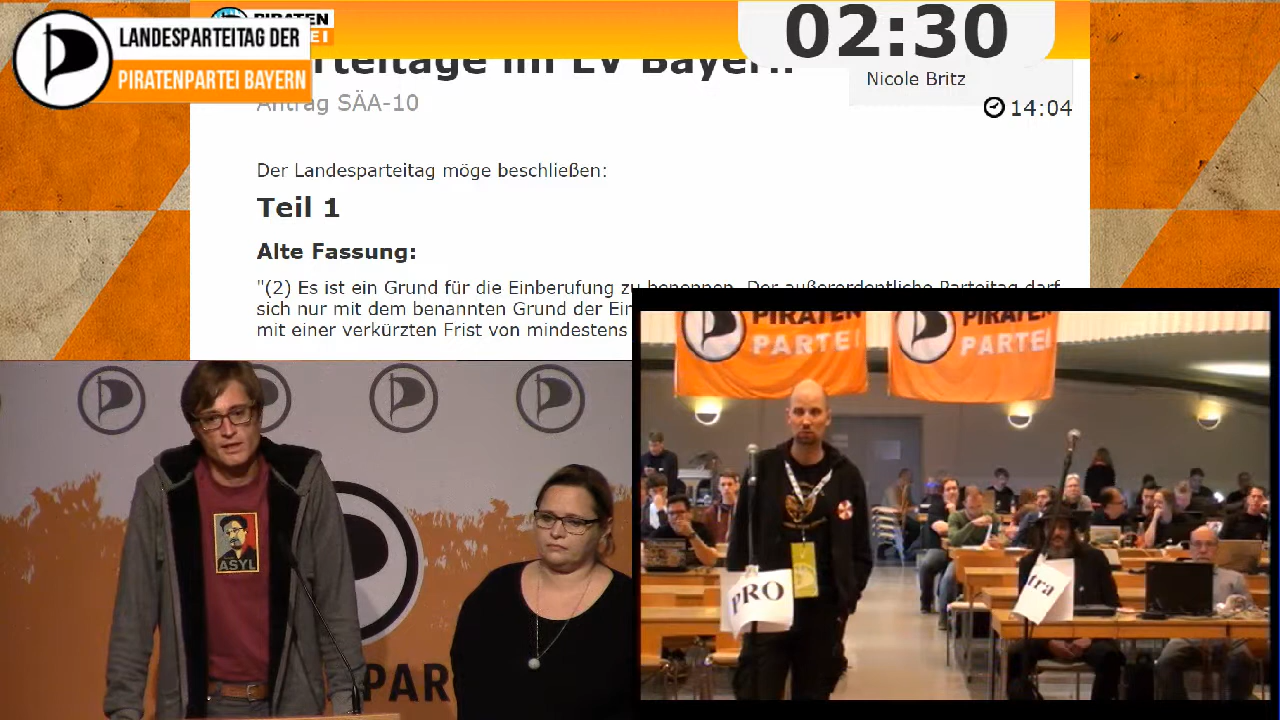 LANDESPARTEITAG DER
PIRATENPARTEI BAYERN
PIRATEN
02:30
Nicole Britz
14:04
Antrag SÄA-10
Der Landesparteitag möge beschließen:
Teil 1
Alte Fassung:
"(2) Es ist ein Grund für die Einberufung zu benennen. Der außerordentliche Parteitag darf
sich nur mit dem benannten Grund der
mit einer verkürzten Frist von mindestens
PIRATEN
PARTEI
PIRATEN
PARTEI
ASYL
PRO